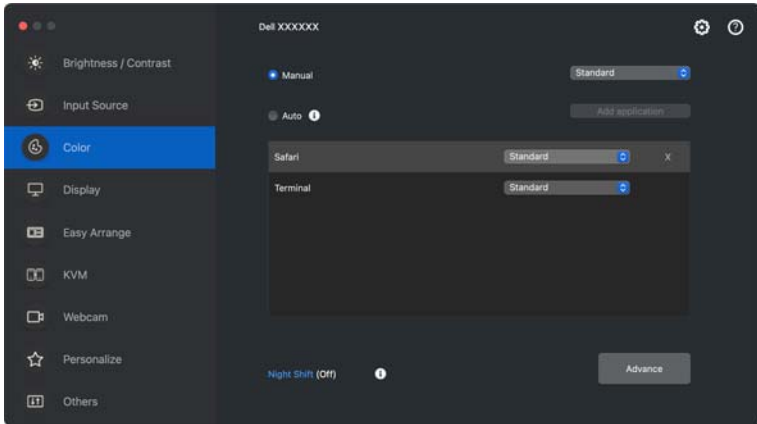 Dell XXXXXX
Brightness / Contrast
Input Source
Color
Display
Easy Arrange
KVM
Webcam
Personalize
Others
Manual
Standard
Auto
Add application
Safari
Standard
X
Terminal
Standard
Night Shift (Off)
Advance